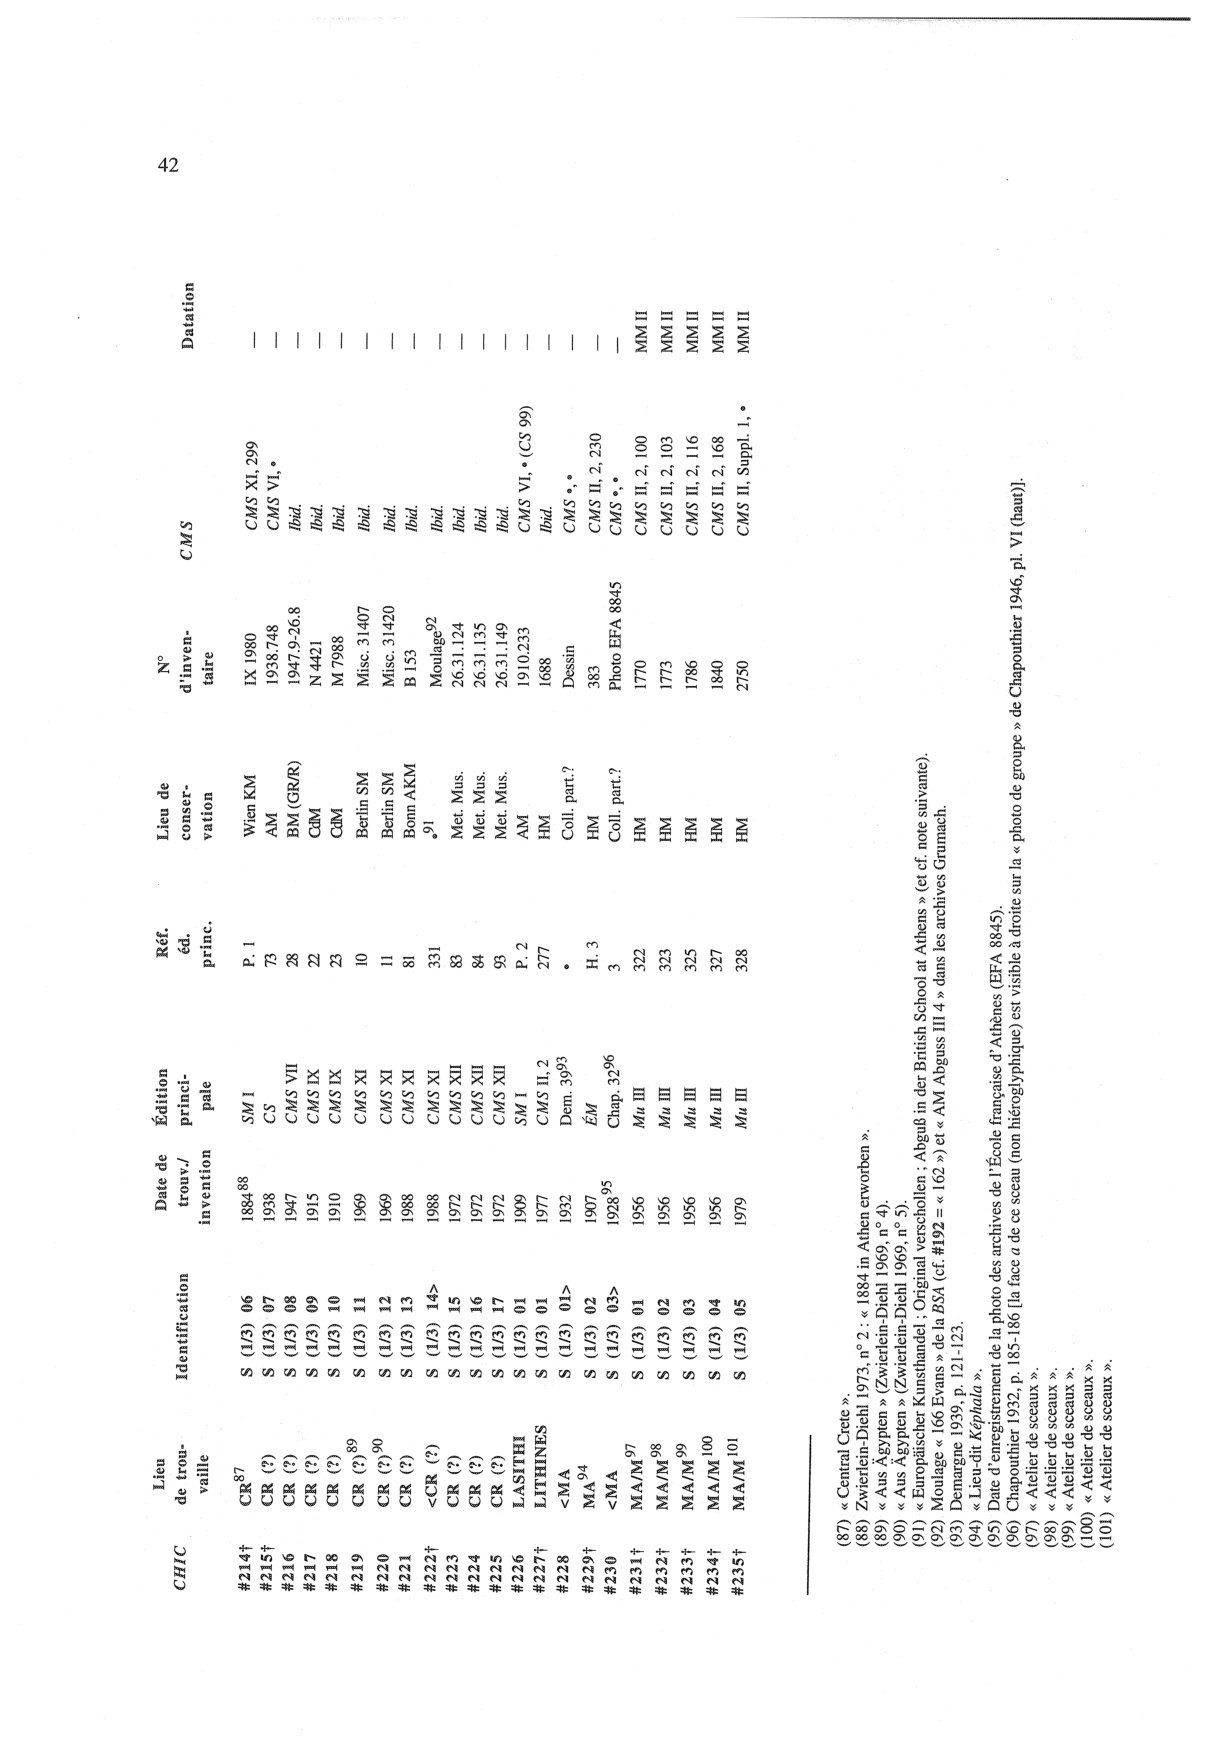 42
CHIC Lieu de trou- vaille Identification Date de trouv./ invention Édition princi- pale Réf. éd. princ. Lieu de conser- vation N° d'inven- taire CMS Datation
#214† CR87 S (1/3) 06 188488 SM I P. 1 Wien KM IX 1980 CMS XI, 299 —
#215† CR (?) S (1/3) 07 1938 CS 73 AM 1938.748 CMS VI, • —
#216 CR (?) S (1/3) 08 1947 CMS VII 28 BM (GR/R) 1947.9-26.8 Ibid. —
#217 CR (?) S (1/3) 09 1915 CMS IX 22 CdM N 4421 Ibid. —
#218 CR (?) S (1/3) 10 1910 CMS IX 23 CdM M 7988 Ibid. —
#219 CR (?)89 S (1/3) 11 1969 CMS XI 10 Berlin SM Misc. 31407 Ibid. —
#220 CR (?)90 S (1/3) 12 1969 CMS XI 11 Berlin SM Misc. 31420 Ibid. —
#221 CR (?) S (1/3) 13 1988 CMS XI 81 Bonn AKM B 153 Ibid. —
#222† <CR (?) S (1/3) 14> 1988 CMS XI 331 •91 Moulage92 Ibid. —
#223 CR (?) S (1/3) 15 1972 CMS XII 83 Met. Mus. 26.31.124 Ibid. —
#224 CR (?) S (1/3) 16 1972 CMS XII 84 Met. Mus. 26.31.135 Ibid. —
#225 CR (?) S (1/3) 17 1972 CMS XII 93 Met. Mus. 26.31.149 Ibid. —
#226 LASITHI S (1/3) 01 1909 SM I P. 2 AM 1910.233 CMS VI, • (CS 99) —
#227† LITHINES S (1/3) 01 1977 CMS II, 2 277 HM 1688 Ibid. —
#228 <MA S (1/3) 01> 1932 Dem. 3993 • Coll. part.? Dessin CMS •, • —
#229† MA94 S (1/3) 02 1907 ÉM H. 3 HM 383 CMS II, 2, 230 —
#230 <MA S (1/3) 03> 192895 Chap. 3296 3 Coll. part.? Photo EFA 8845 CMS •, • —
#231† MA/M97 S (1/3) 01 1956 Mu III 322 HM 1770 CMS II, 2, 100 MM II
#232† MA/M98 S (1/3) 02 1956 Mu III 323 HM 1773 CMS II, 2, 103 MM II
#233† MA/M99 S (1/3) 03 1956 Mu III 325 HM 1786 CMS II, 2, 116 MM II
#234† MA/M100 S (1/3) 04 1956 Mu III 327 HM 1840 CMS II, 2, 168 MM II
#235† MA/M101 S (1/3) 05 1979 Mu III 328 HM 2750 CMS II, Suppl. 1, • MM II
(87) « Central Crete ».
(88) Zwierlein-Diehl 1973, n° 2 : « 1884 in Athen erworben ».
(89) « Aus Ägypten » (Zwierlein-Diehl 1969, n° 4).
(90) « Aus Ägypten » (Zwierlein-Diehl 1969, n° 5).
(91) « Europäischer Kunsthandel ; Original verschollen ; Abguß in der British School at Athens » (et cf. note suivante).
(92) Moulage « 166 Evans » de la BSA (cf. #192 = « 162 ») et « AM Abguss III 4 » dans les archives Grumach.
(93) Demargne 1939, p. 121-123.
(94) « Lieu-dit Képhala ».
(95) Date d'enregistrement de la photo des archives de l'École française d'Athènes (EFA 8845).
(96) Chapouthier 1932, p. 185-186 [la face a de ce sceau (non hiéroglyphique) est visible à droite sur la « photo de groupe » de Chapouthier 1946, pl. VI (haut)].
(97) « Atelier de sceaux ».
(98) « Atelier de sceaux ».
(99) « Atelier de sceaux ».
(100) « Atelier de sceaux ».
(101) « Atelier de sceaux ».